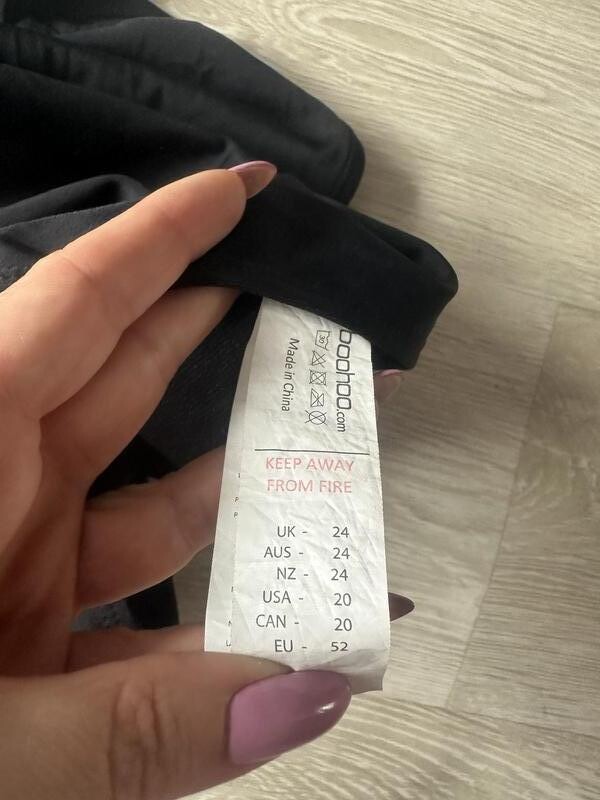 boohoo.com
30
Made in China
KEEP AWAY
FROM FIRE
UK - 24
AUS - 24
NZ - 24
USA - 20
CAN - 20
EU - 52